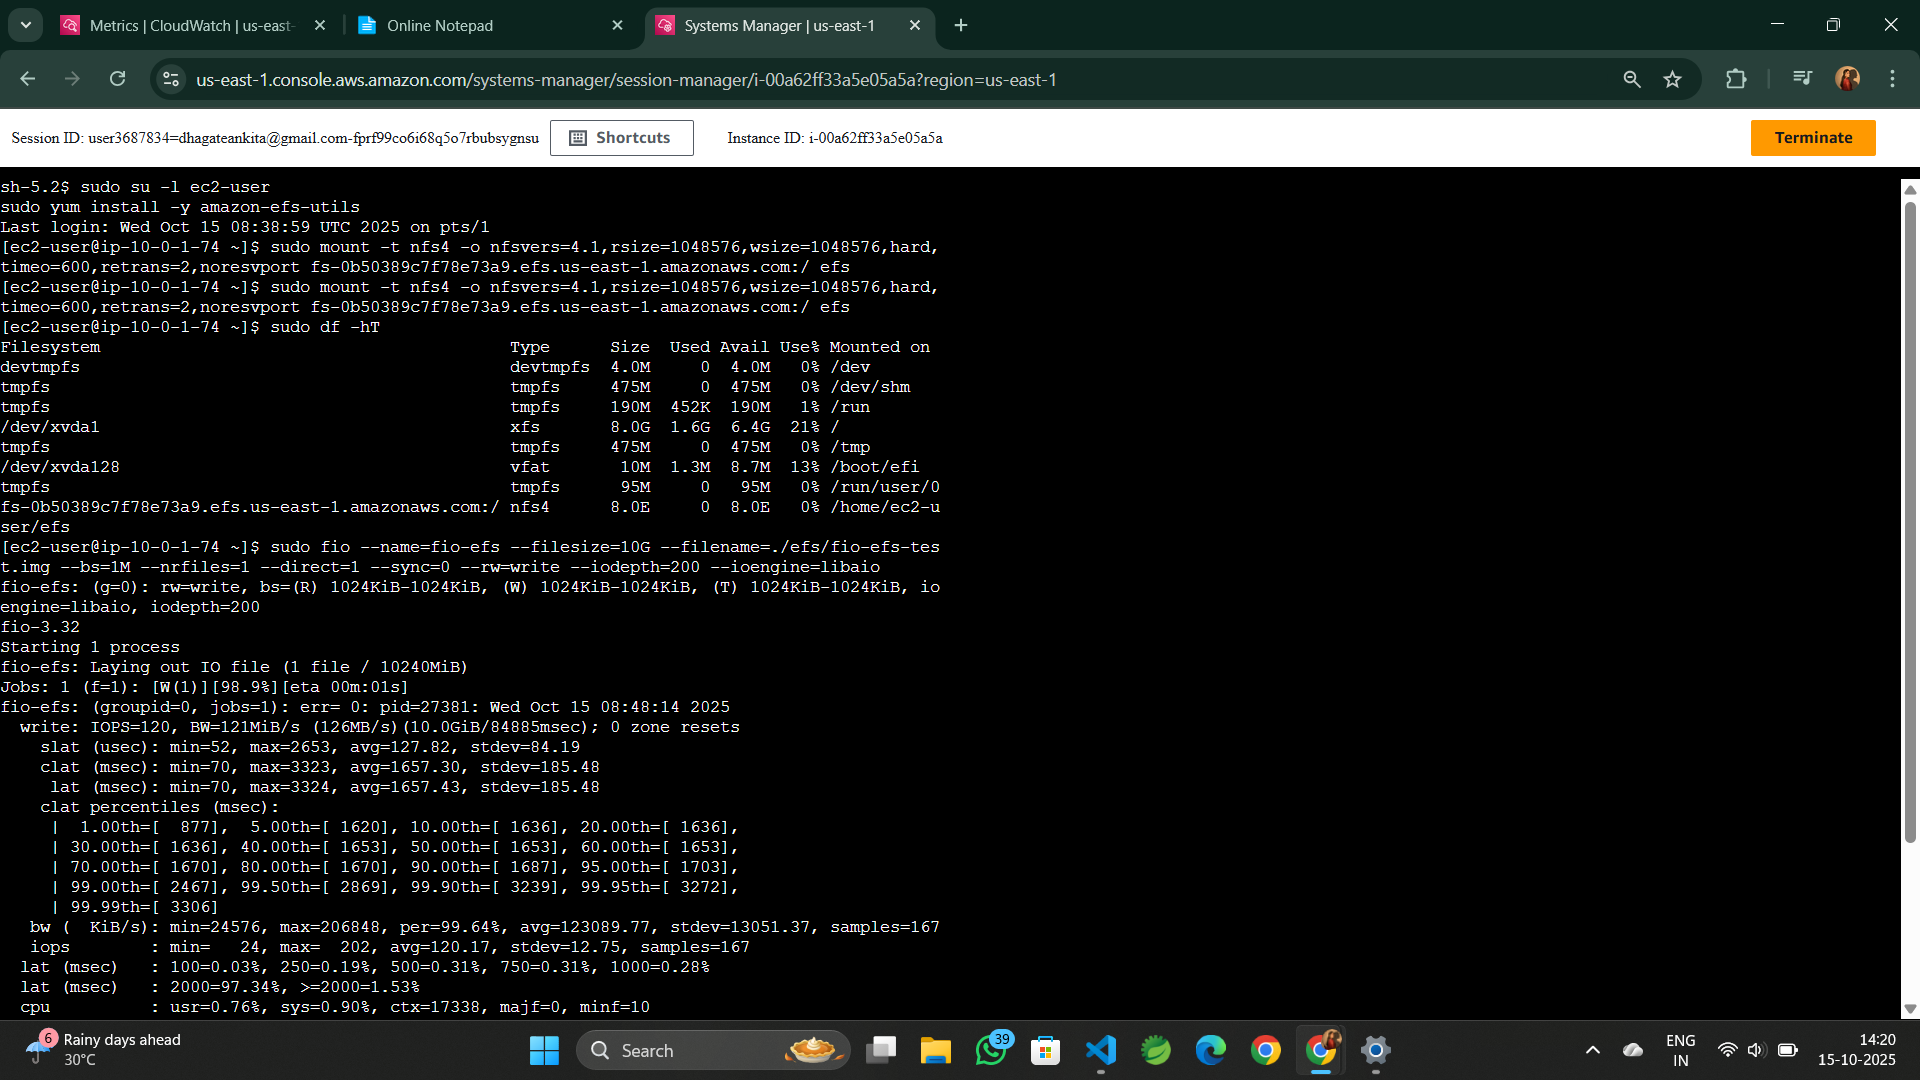 Metrics | CloudWatch | us-east-
Online Notepad
Systems Manager | us-east-1
us-east-1.console.aws.amazon.com/systems-manager/session-manager/i-00a62ff33a5e05a5a?region=us-east-1
Session ID: user3687834=dhagateankita@gmail.com-fprf99co6i68q5o7rbubsygnsu
Shortcuts
Instance ID: i-00a62ff33a5e05a5a
Terminate
sh-5.2$ sudo su -l ec2-user
sudo yum install -y amazon-efs-utils
Last login: Wed Oct 15 08:38:59 UTC 2025 on pts/1
[ec2-user@ip-10-0-1-74 ~]$ sudo mount -t nfs4 -o nfsvers=4.1,rsize=1048576,wsize=1048576,hard,
timeo=600,retrans=2,noresvport fs-0b50389c7f78e73a9.efs.us-east-1.amazonaws.com:/ efs
[ec2-user@ip-10-0-1-74 ~]$ sudo mount -t nfs4 -o nfsvers=4.1,rsize=1048576,wsize=1048576,hard,
timeo=600,retrans=2,noresvport fs-0b50389c7f78e73a9.efs.us-east-1.amazonaws.com:/ efs
[ec2-user@ip-10-0-1-74 ~]$ sudo df -hT
Filesystem                                         Type      Size  Used Avail Use% Mounted on
devtmpfs                                           devtmpfs  4.0M     0  4.0M   0% /dev
tmpfs                                              tmpfs     475M     0  475M   0% /dev/shm
tmpfs                                              tmpfs     190M  452K  190M   1% /run
/dev/xvda1                                         xfs       8.0G  1.6G  6.4G  21% /
tmpfs                                              tmpfs     475M     0  475M   0% /tmp
/dev/xvda128                                       vfat       10M  1.3M  8.7M  13% /boot/efi
tmpfs                                              tmpfs      95M     0   95M   0% /run/user/0
fs-0b50389c7f78e73a9.efs.us-east-1.amazonaws.com:/ nfs4      8.0E     0  8.0E   0% /home/ec2-u
ser/efs
[ec2-user@ip-10-0-1-74 ~]$ sudo fio --name=fio-efs --filesize=10G --filename=./efs/fio-efs-tes
t.img --bs=1M --nrfiles=1 --direct=1 --sync=0 --rw=write --iodepth=200 --ioengine=libaio
fio-efs: (g=0): rw=write, bs=(R) 1024KiB-1024KiB, (W) 1024KiB-1024KiB, (T) 1024KiB-1024KiB, io
engine=libaio, iodepth=200
fio-3.32
Starting 1 process
fio-efs: Laying out IO file (1 file / 10240MiB)
Jobs: 1 (f=1): [W(1)][98.9%][eta 00m:01s]
fio-efs: (groupid=0, jobs=1): err= 0: pid=27381: Wed Oct 15 08:48:14 2025
  write: IOPS=120, BW=121MiB/s (126MB/s)(10.0GiB/84885msec); 0 zone resets
    slat (usec): min=52, max=2653, avg=127.82, stdev=84.19
    clat (msec): min=70, max=3323, avg=1657.30, stdev=185.48
     lat (msec): min=70, max=3324, avg=1657.43, stdev=185.48
    clat percentiles (msec):
     |  1.00th=[  877],  5.00th=[ 1620], 10.00th=[ 1636], 20.00th=[ 1636],
     | 30.00th=[ 1636], 40.00th=[ 1653], 50.00th=[ 1653], 60.00th=[ 1653],
     | 70.00th=[ 1670], 80.00th=[ 1670], 90.00th=[ 1687], 95.00th=[ 1703],
     | 99.00th=[ 2467], 99.50th=[ 2869], 99.90th=[ 3239], 99.95th=[ 3272],
     | 99.99th=[ 3306]
   bw (  KiB/s): min=24576, max=206848, per=99.64%, avg=123089.77, stdev=13051.37, samples=167
   iops        : min=   24, max=  202, avg=120.17, stdev=12.75, samples=167
  lat (msec)   : 100=0.03%, 250=0.19%, 500=0.31%, 750=0.31%, 1000=0.28%
  lat (msec)   : 2000=97.34%, >=2000=1.53%
  cpu          : usr=0.76%, sys=0.90%, ctx=17338, majf=0, minf=10
6
Rainy days ahead
30°C
Search
39
ENG
IN
14:20
15-10-2025